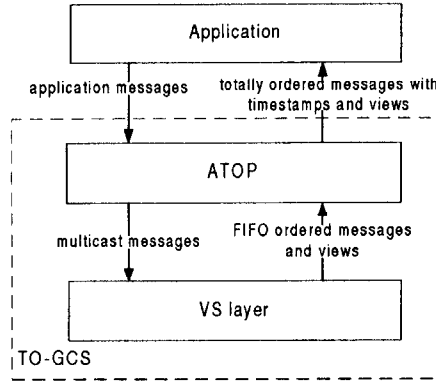 Application
application messages
totally ordered messages with
timestamps and views
ATOP
multicast messages
FIFO ordered messages
and views
VS layer
TO-GCS